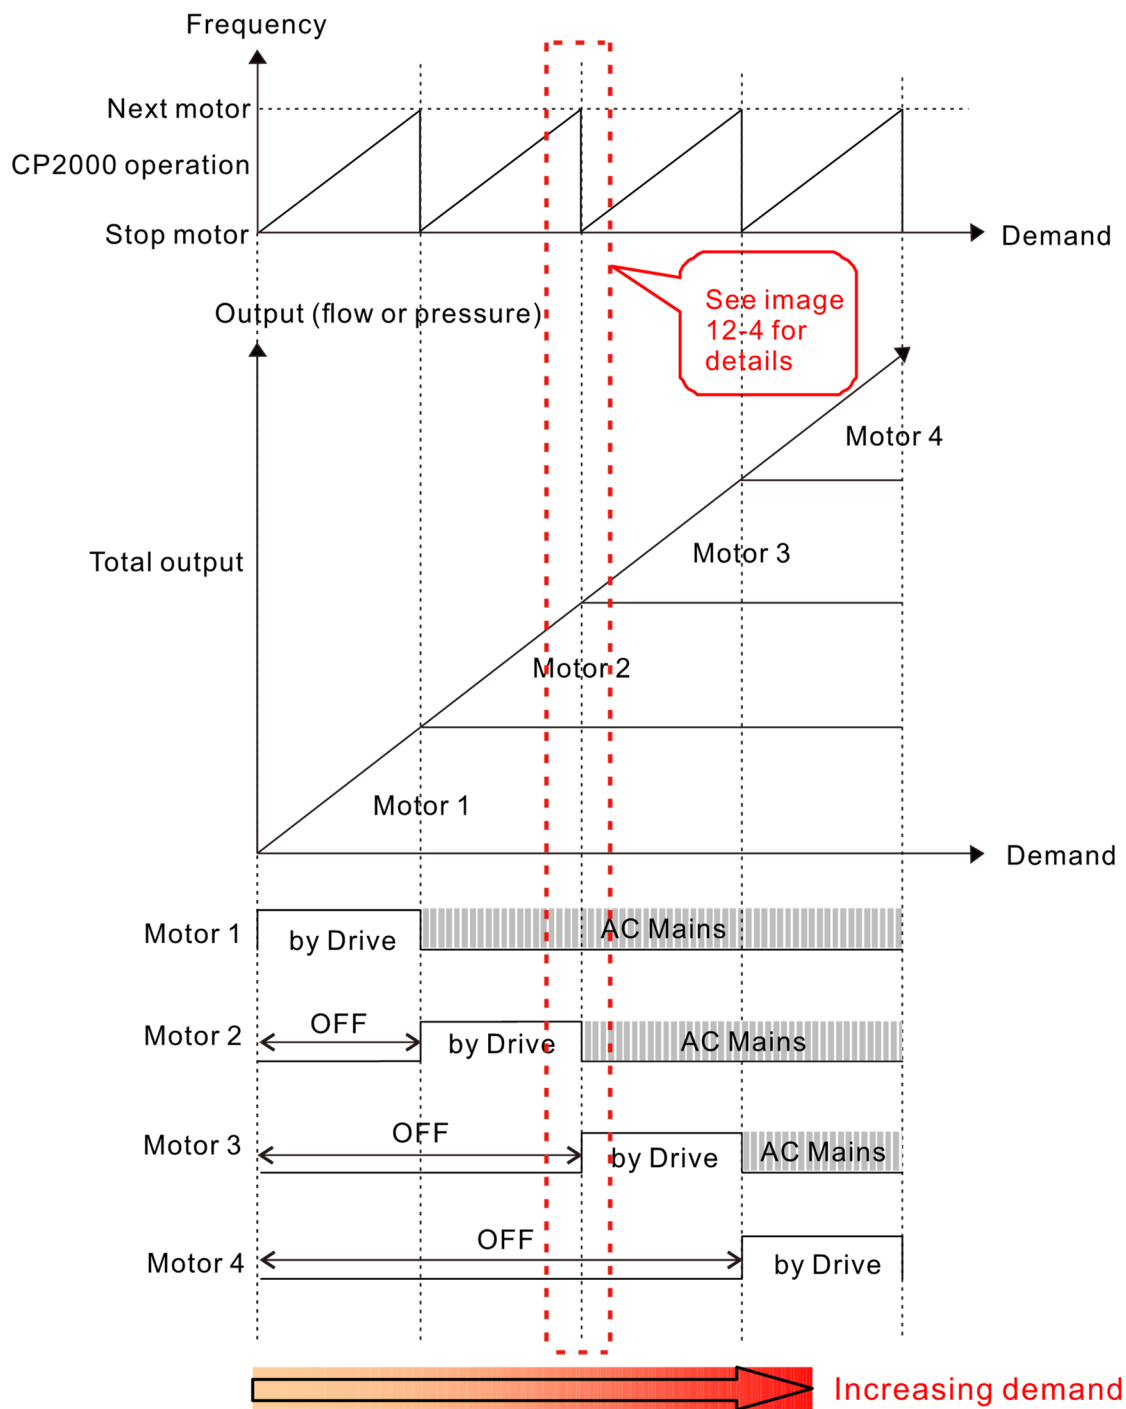 Frequency
Next motor
CP2000 operation
Stop motor
Demand
See image
12-4 for
details
Output (flow or pressure)
Motor 4
Motor 3
Total output
Motor 2
Motor 1
Demand
Motor 1
by Drive
AC Mains
Motor 2
OFF
by Drive
AC Mains
Motor 3
OFF
by Drive
AC Mains
Motor 4
OFF
by Drive
Increasing demand